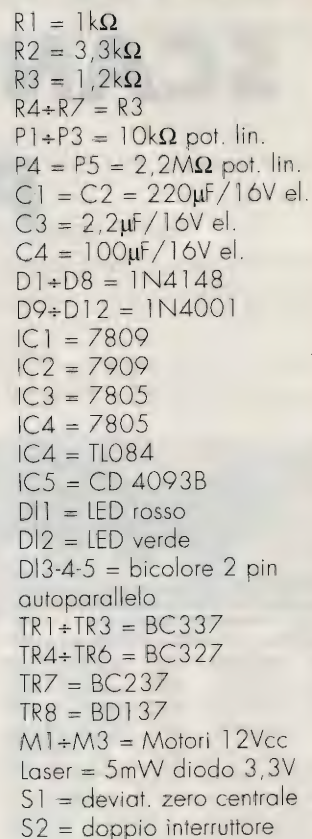 R1 = 1kΩ
R2 = 3,3kΩ
R3 = 1,2kΩ
R4÷R7 = R3
P1÷P3 = 10kΩ pot. lin.
P4 = P5 = 2,2MΩ pot. lin.
C1 = C2 = 220µF/16V el.
C3 = 2,2µF/16V el.
C4 = 100µF/16V el.
D1÷D8 = 1N4148
D9÷D12 = 1N4001
IC1 = 7809
IC2 = 7909
IC3 = 7805
IC4 = 7805
IC4 = TL084
IC5 = CD 4093B
Dl1 = LED rosso
Dl2 = LED verde
Dl3-4-5 = bicolore 2 pin
autoparallelo
TR1÷TR3 = BC337
TR4÷TR6 = BC327
TR7 = BC237
TR8 = BD137
M1÷M3 = Motori 12Vcc
Laser = 5mW diodo 3,3V
S1 = deviat. zero centrale
S2 = doppio interruttore